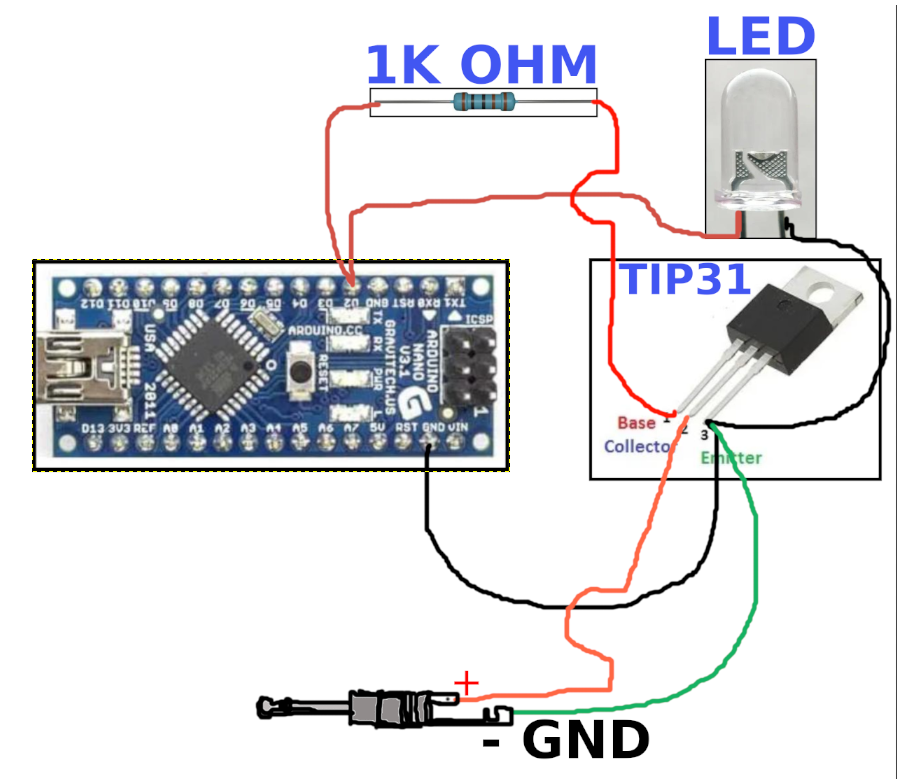 LED
1K OHM
TIP31
D12 D11 D10 D9 D8 D7 D6 D5 D4 D3 D2 GND RST RX0 TX1
TX
RX
PWR
L
ICSP
1
ARDUINO.CC
GRAVITECH.US
ARDUINO
NANO
V3.
G
RESET
USA
2011
D13 3V3 REF A0 A1 A2 A3 A4 A5 A6 A7 5V RST GND VIN
Base 1
Collecto 2
3
Emitter
+
- GND